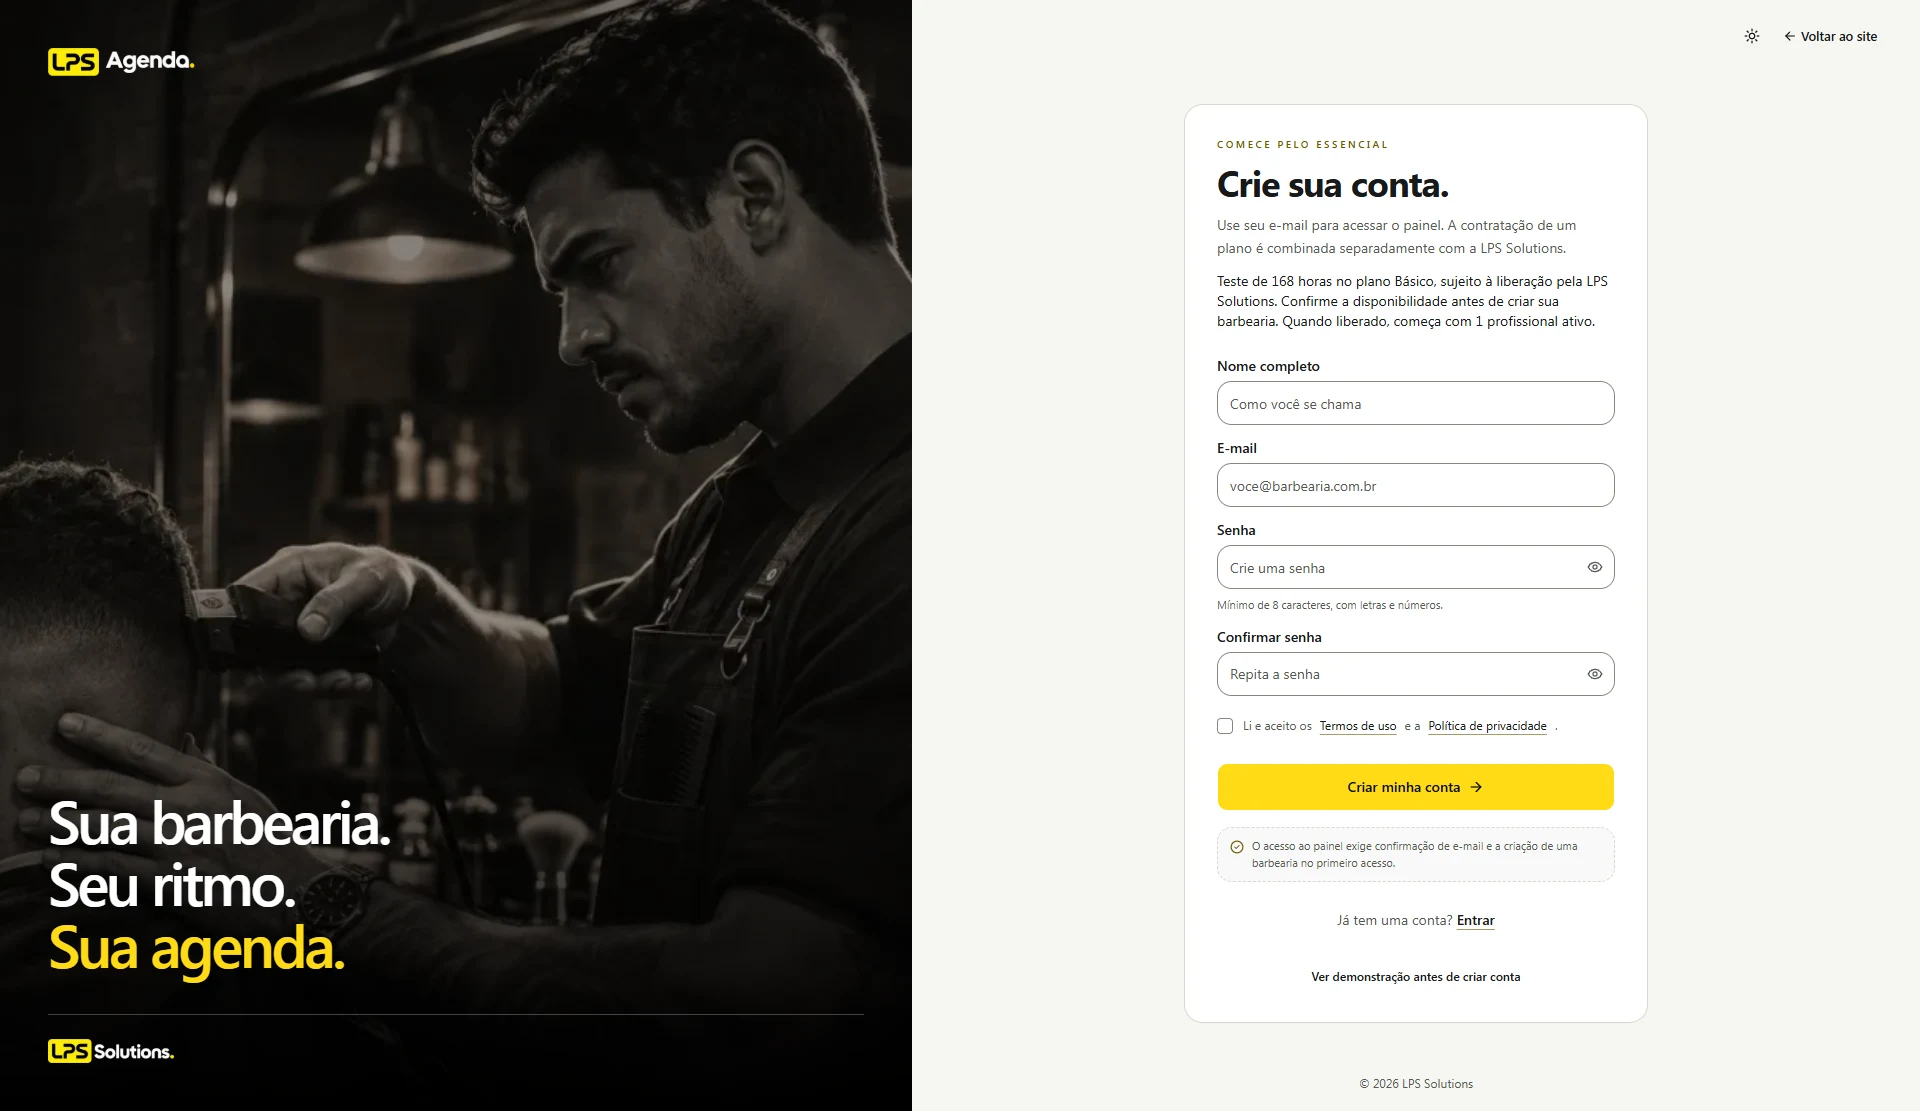 LPS Agenda.
Sua barbearia.
Seu ritmo.
Sua agenda.
LPS Solutions.
Voltar ao site
COMECE PELO ESSENCIAL
Crie sua conta.
Use seu e-mail para acessar o painel. A contratação de um
plano é combinada separadamente com a LPS Solutions.
Teste de 168 horas no plano Básico, sujeito à liberação pela LPS
Solutions. Confirme a disponibilidade antes de criar sua
barbearia. Quando liberado, começa com 1 profissional ativo.
Nome completo
Como você se chama
E-mail
voce@barbearia.com.br
Senha
Crie uma senha
Mínimo de 8 caracteres, com letras e números.
Confirmar senha
Repita a senha
Li e aceito os Termos de uso e a Política de privacidade .
Criar minha conta
O acesso ao painel exige confirmação de e-mail e a criação de uma
barbearia no primeiro acesso.
Já tem uma conta? Entrar
Ver demonstração antes de criar conta
© 2026 LPS Solutions